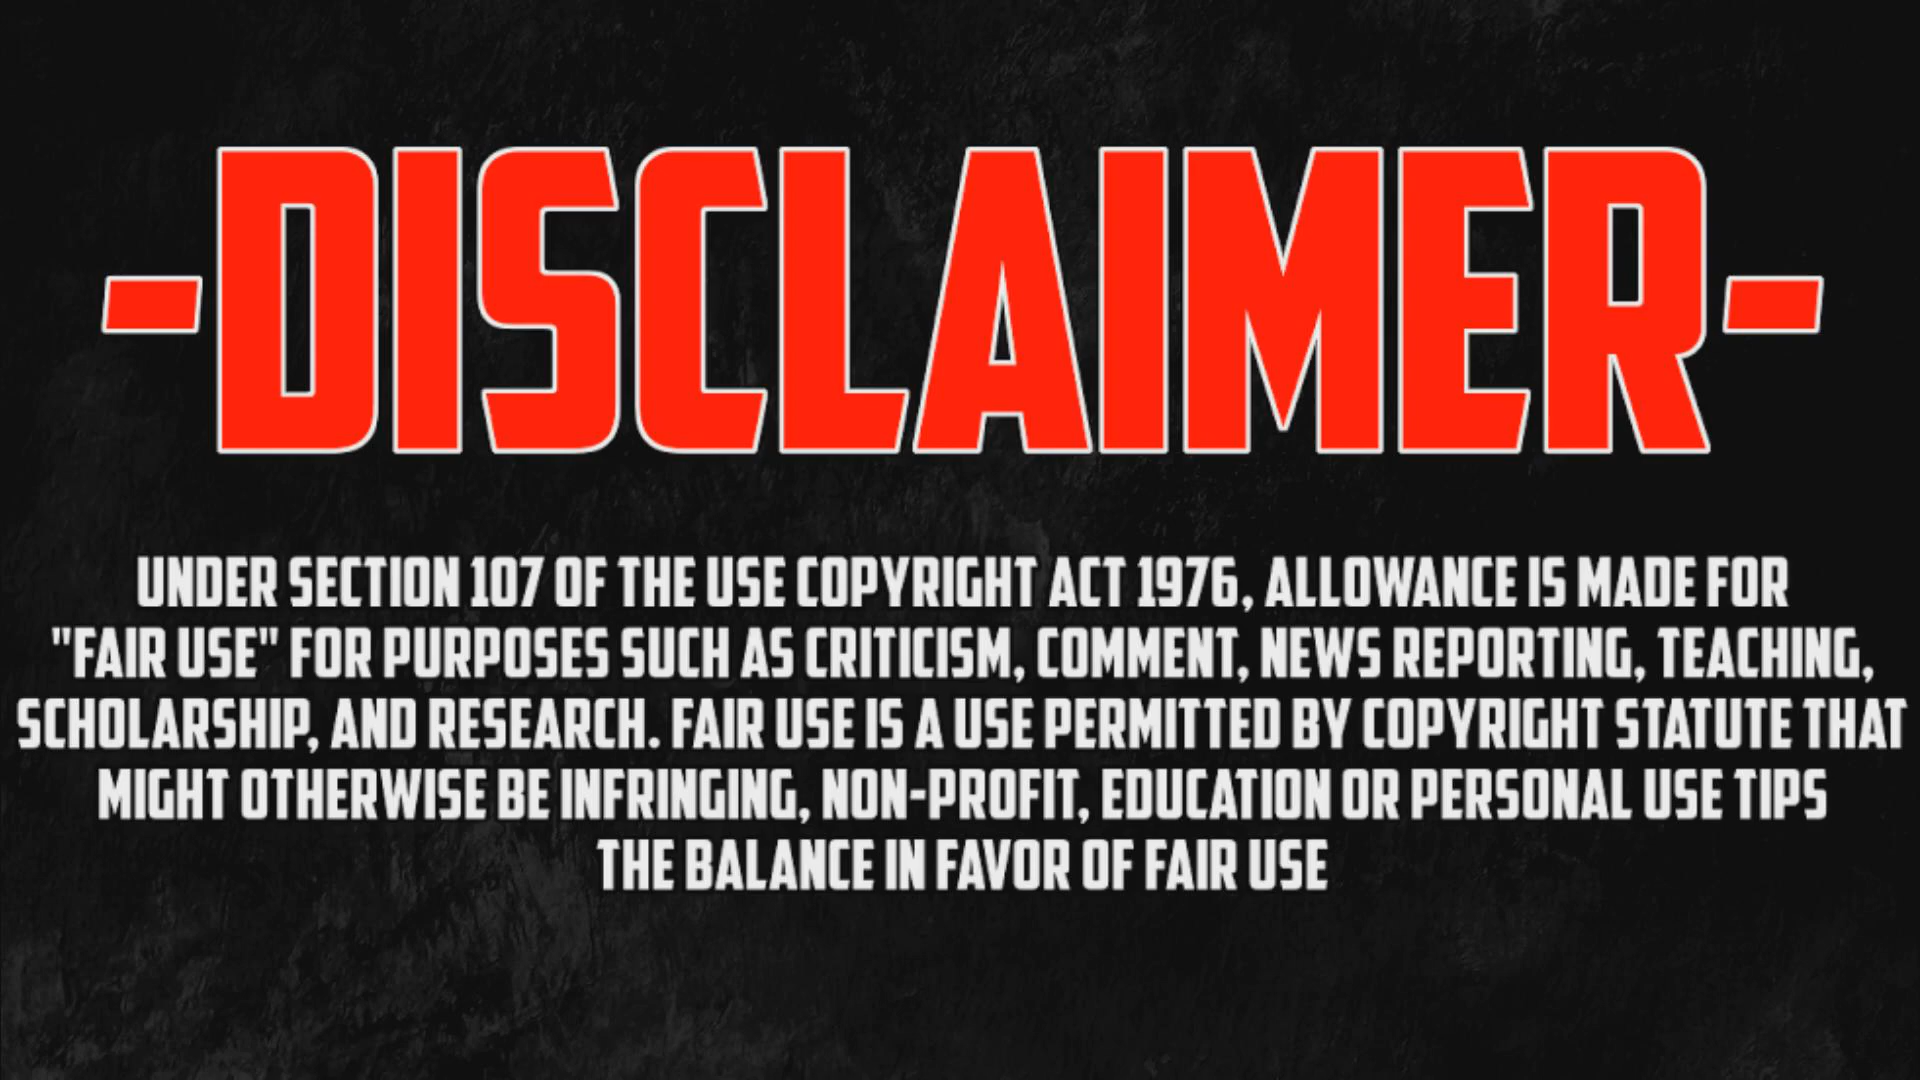 -DISCLAIMER-
UNDER SECTION 107 OF THE USE COPYRIGHT ACT 1976, ALLOWANCE IS MADE FOR
"FAIR USE" FOR PURPOSES SUCH AS CRITICISM, COMMENT, NEWS REPORTING, TEACHING,
SCHOLARSHIP, AND RESEARCH. FAIR USE IS A USE PERMITTED BY COPYRIGHT STATUTE THAT
MIGHT OTHERWISE BE INFRINGING, NON-PROFIT, EDUCATION OR PERSONAL USE TIPS
THE BALANCE IN FAVOR OF FAIR USE